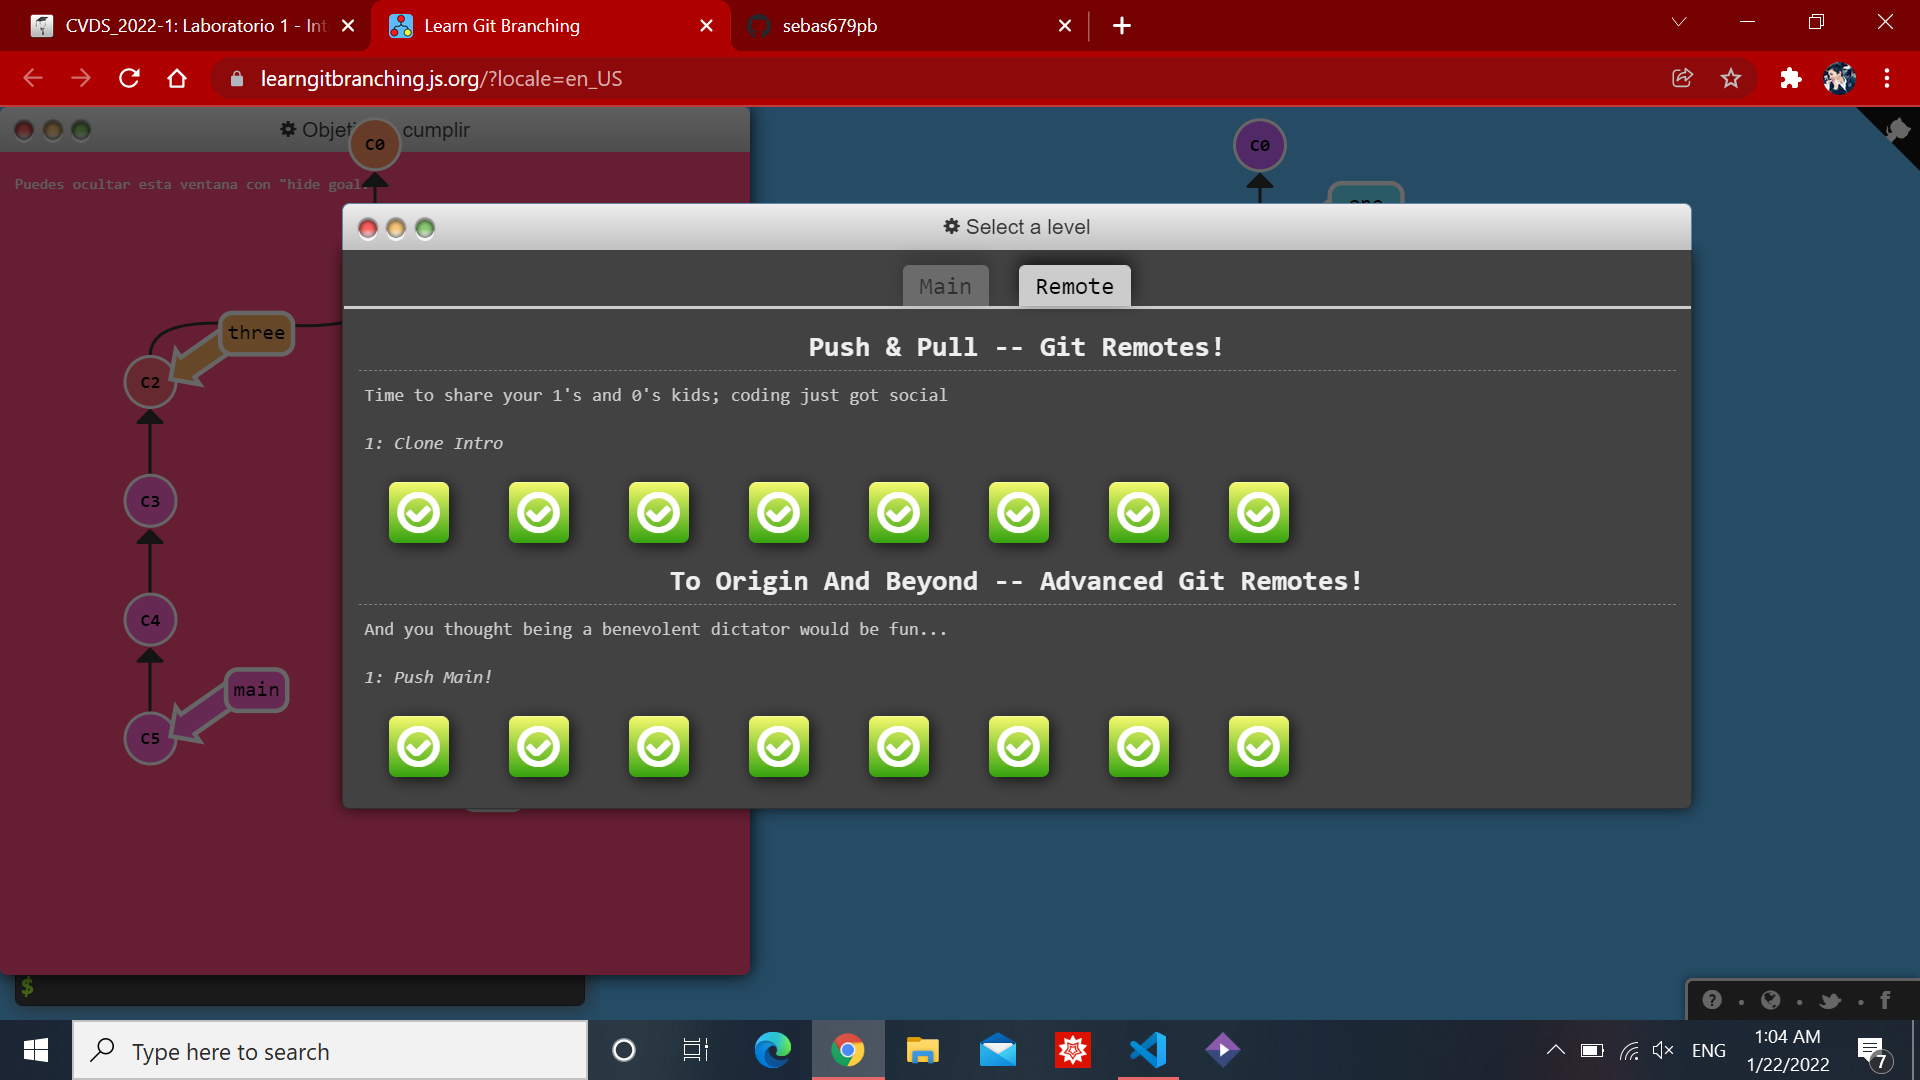 CVDS_2022-1: Laboratorio 1 - Int
Learn Git Branching
sebas679pb
learngitbranching.js.org/?locale=en_US
cumplir
C0
C0
Puedes ocultar esta ventana con "hide goal
Select a level
Main
Remote
three
Push & Pull -- Git Remotes!
C2
Time to share your 1's and 0's kids; coding just got social
1: Clone Intro
C3
To Origin And Beyond -- Advanced Git Remotes!
C4
And you thought being a benevolent dictator would be fun...
1: Push Main!
main
C5
$
Type here to search
ENG
1:04 AM
1/22/2022
7